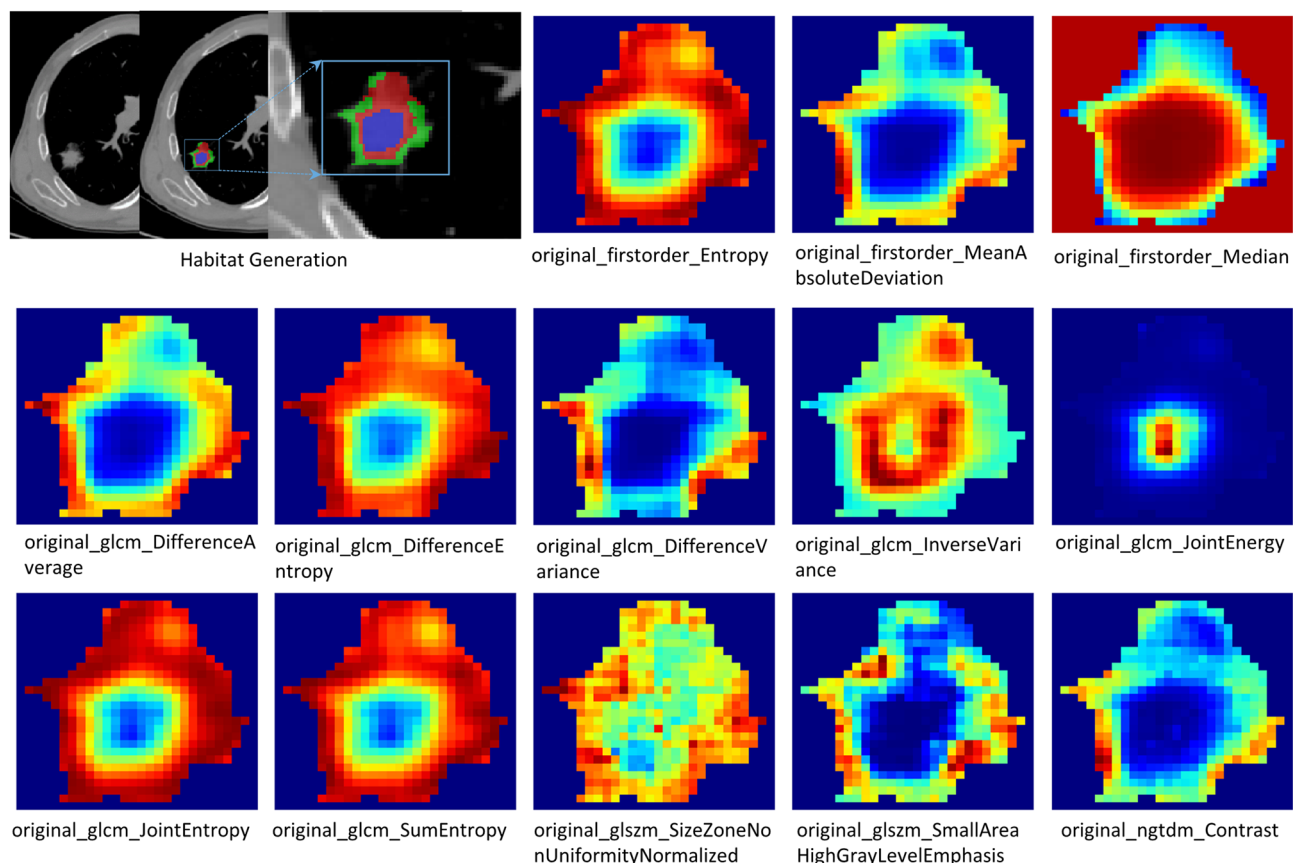 Habitat Generation
original_firstorder_Entropy
original_firstorder_MeanA
bsoluteDeviation
original_firstorder_Median
original_glcm_DifferenceA
verage
original_glcm_DifferenceE
ntropy
original_glcm_DifferenceV
ariance
original_glcm_InverseVari
ance
original_glcm_JointEnergy
original_glcm_JointEntropy
original_glcm_SumEntropy
original_glszm_SizeZoneNo
nUniformityNormalized
original_glszm_SmallArea
HighGrayLevelEmphasis
original_ngtdm_Contrast